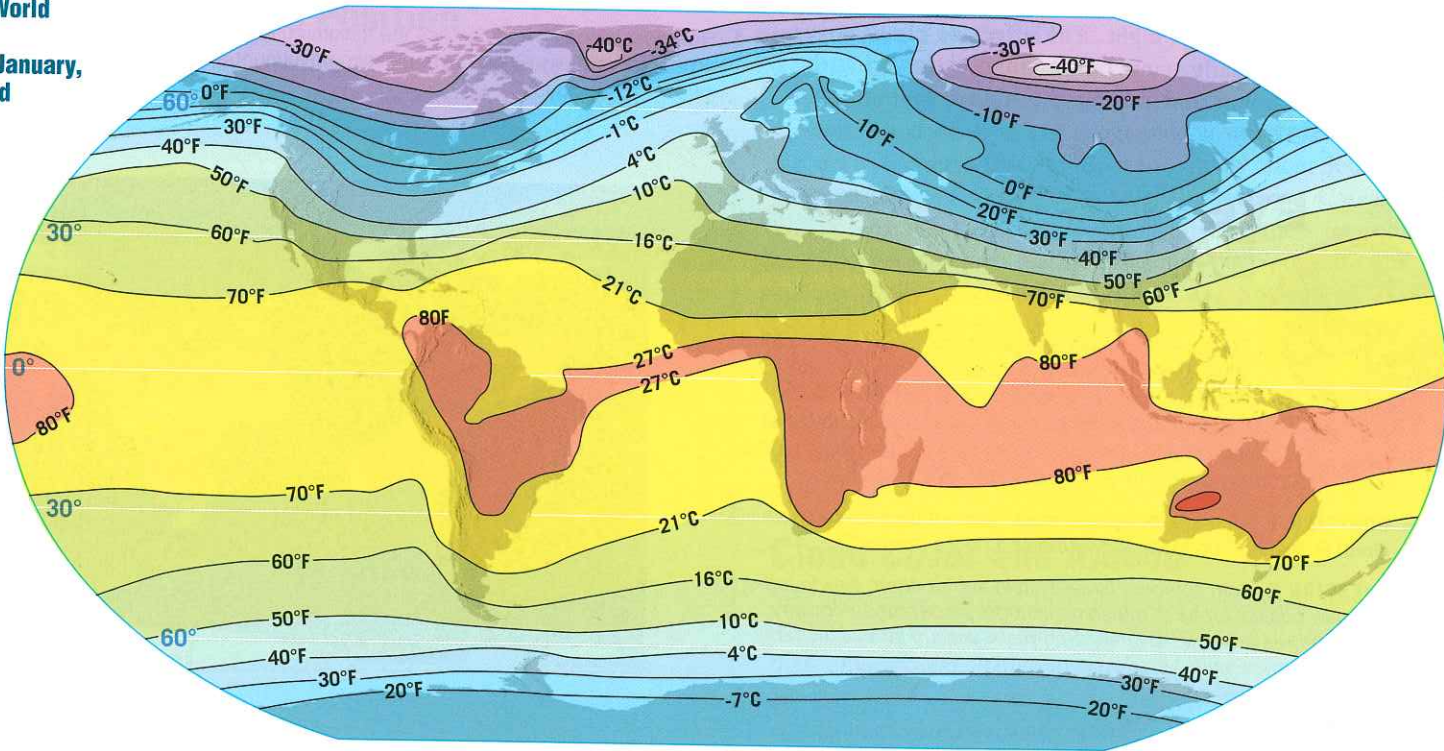 World
January,
d
-30°F
-40°C
-34°C
-30°F
-40°F
-20°F
-10°F
0°F
60°
-12°C
30°F
-1°C
10°F
40°F
4°C
50°F
10°C
0°F
20°F
30°F
40°F
50°F
60°F
30°
60°F
16°C
70°F
21°C
70°F
80F
27°C
27°C
80°F
0°
80°F
80°F
70°F
30°
21°C
70°F
60°F
16°C
60°F
50°F
10°C
50°F
60°
40°F
4°C
40°F
30°F
30°F
20°F
-7°C
20°F